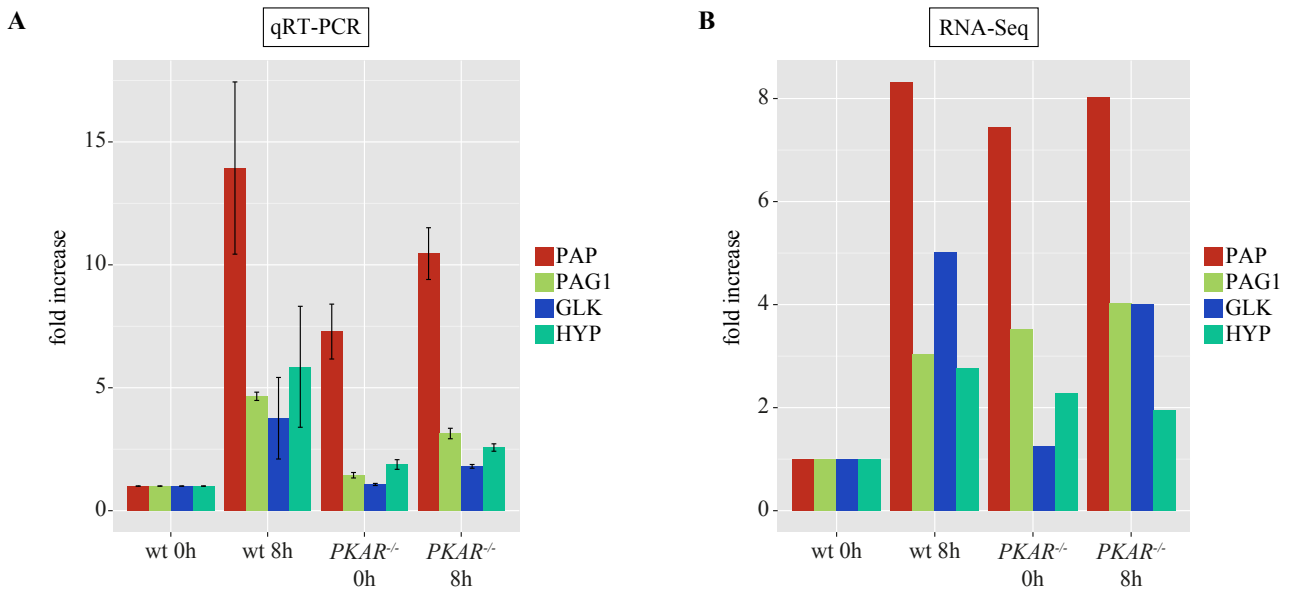 A
qRT-PCR
fold increase
15
10
5
0
wt 0h
wt 8h
PKAR-/-
0h
PKAR-/-
8h
PAP
PAG1
GLK
HYP
B
RNA-Seq
fold increase
8
6
4
2
0
wt 0h
wt 8h
PKAR-/-
0h
PKAR-/-
8h
PAP
PAG1
GLK
HYP